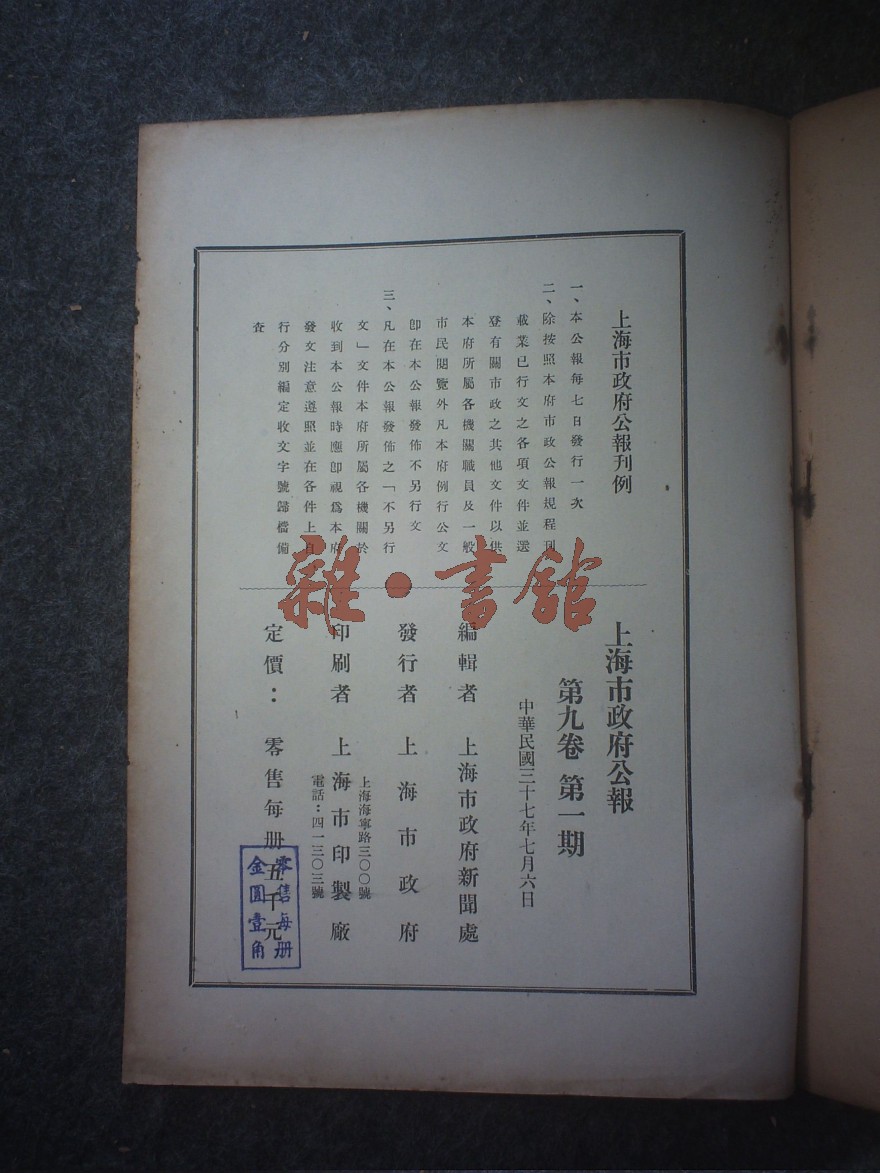 上海市政府公報刊例
一、本公報每七日發行一次
二、除按照本府市政公報規程刊
載業已行文之各項文件並選
登有關市政之其他文件以供
本府所屬各機關職員及一般
市民閱覽外凡本府例行公文
卽在本公報發佈不另行文
三、凡在本公報發佈之「不另行
文」文件本府所屬各機關於
收到本公報時應卽視爲本府
發文注意遵照並在各件上自
行分別編定收文字號歸檔備
查
上海市政府公報
第九卷 第一期
中華民國三十七年七月六日
編輯者 上海市政府新聞處
發行者 上海市政府
印刷者 上海市印製廠
上海海寧路三〇〇號
電話：四一三〇三號
定價：零售每册五千元
零售每册
金圓壹角
雜·書館